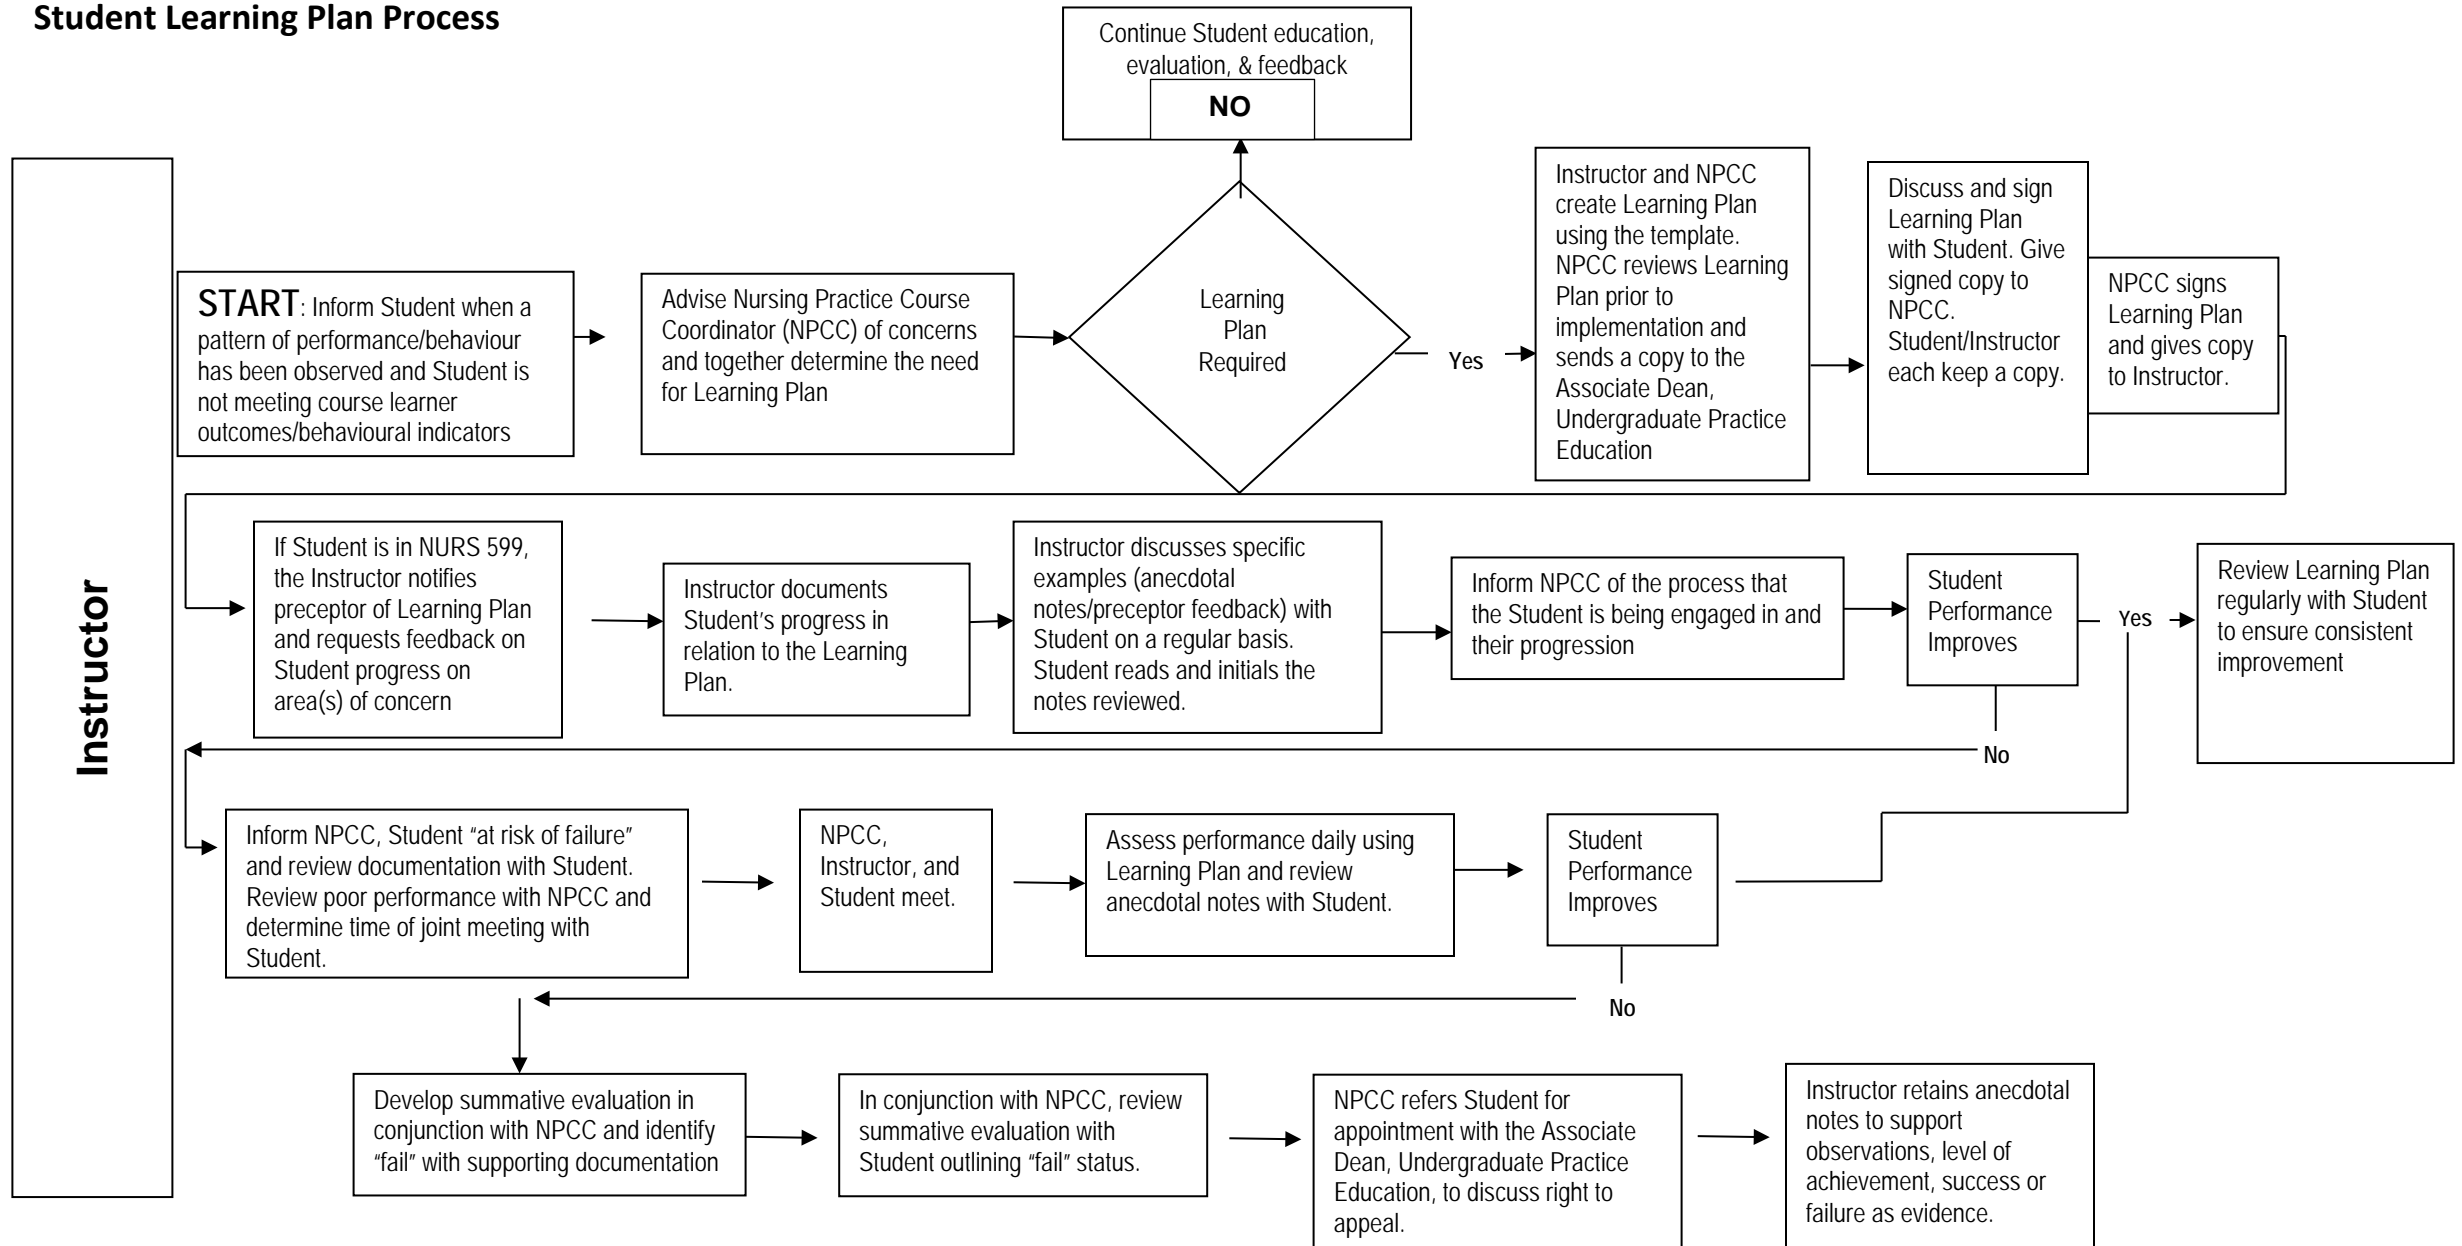 Student Learning Plan Process
Continue Student education,
evaluation, & feedback
NO
Instructor
START: Inform Student when a
pattern of performance/behaviour
has been observed and Student is
not meeting course learner
outcomes/behavioural indicators
Advise Nursing Practice Course
Coordinator (NPCC) of concerns
and together determine the need
for Learning Plan
Learning
Plan
Required
Yes
Instructor and NPCC
create Learning Plan
using the template.
NPCC reviews Learning
Plan prior to
implementation and
sends a copy to the
Associate Dean,
Undergraduate Practice
Education
Discuss and sign
Learning Plan
with Student. Give
signed copy to
NPCC.
Student/Instructor
each keep a copy.
NPCC signs
Learning Plan
and gives copy
to Instructor.
If Student is in NURS 599,
the Instructor notifies
preceptor of Learning Plan
and requests feedback on
Student progress on
area(s) of concern
Instructor documents
Student's progress in
relation to the Learning
Plan.
Instructor discusses specific
examples (anecdotal
notes/preceptor feedback) with
Student on a regular basis.
Student reads and initials the
notes reviewed.
Inform NPCC of the process that
the Student is being engaged in and
their progression
Student
Performance
Improves
Yes
Review Learning Plan
regularly with Student
to ensure consistent
improvement
No
Inform NPCC, Student “at risk of failure”
and review documentation with Student.
Review poor performance with NPCC and
determine time of joint meeting with
Student.
NPCC,
Instructor, and
Student meet.
Assess performance daily using
Learning Plan and review
anecdotal notes with Student.
Student
Performance
Improves
No
Develop summative evaluation in
conjunction with NPCC and identify
“fail” with supporting documentation
In conjunction with NPCC, review
summative evaluation with
Student outlining “fail” status.
NPCC refers Student for
appointment with the Associate
Dean, Undergraduate Practice
Education, to discuss right to
appeal.
Instructor retains anecdotal
notes to support
observations, level of
achievement, success or
failure as evidence.